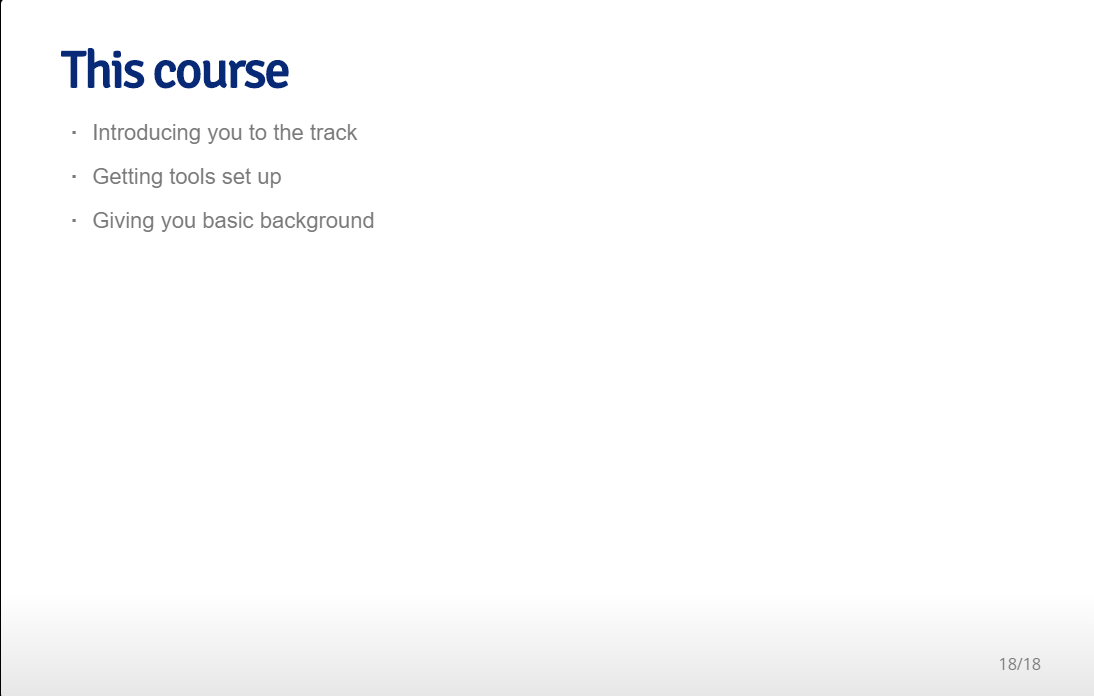 This course
· Introducing you to the track
· Getting tools set up
· Giving you basic background
18/18